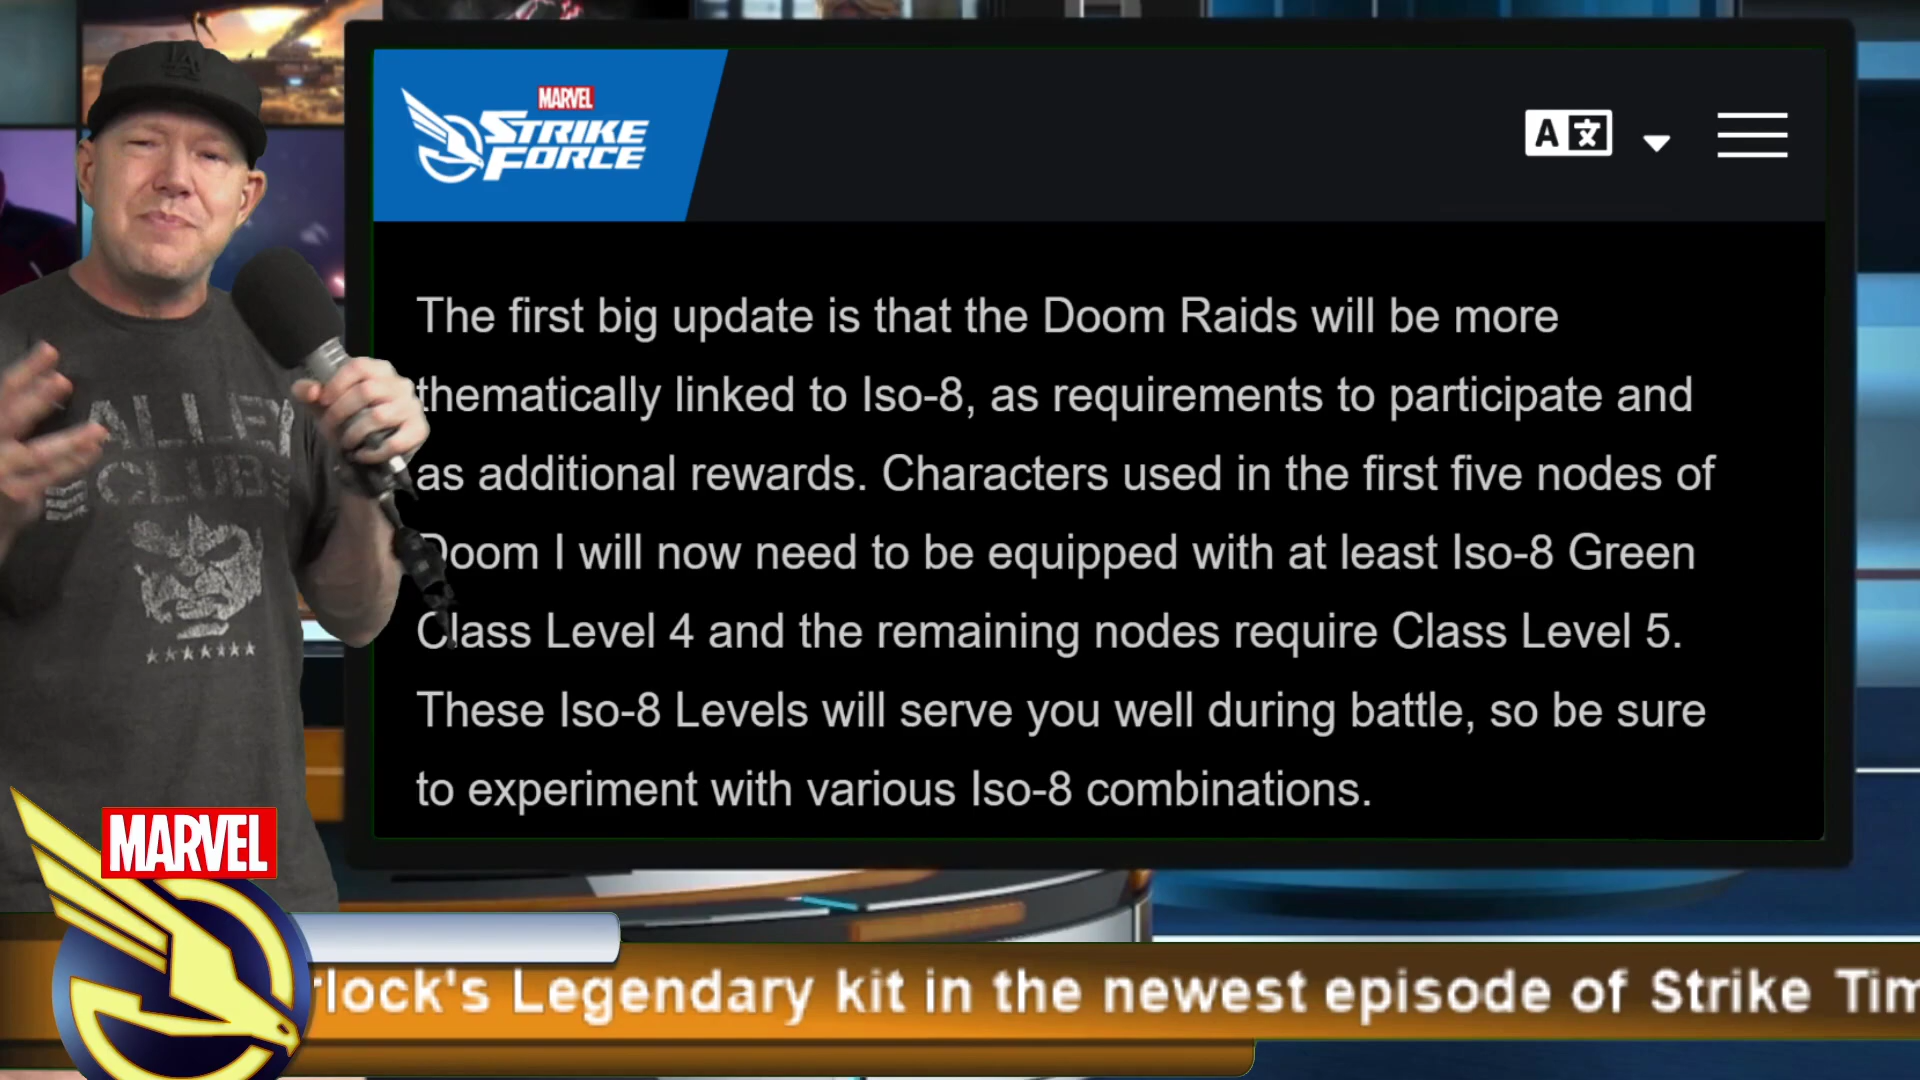 MARVEL
STRIKE
FORCE
A文
The first big update is that the Doom Raids will be more
thematically linked to Iso-8, as requirements to participate and
as additional rewards. Characters used in the first five nodes of
Doom I will now need to be equipped with at least Iso-8 Green
Class Level 4 and the remaining nodes require Class Level 5.
These Iso-8 Levels will serve you well during battle, so be sure
to experiment with various Iso-8 combinations.
CLUB
MARVEL
rlock's Legendary kit in the newest episode of Strike Tim